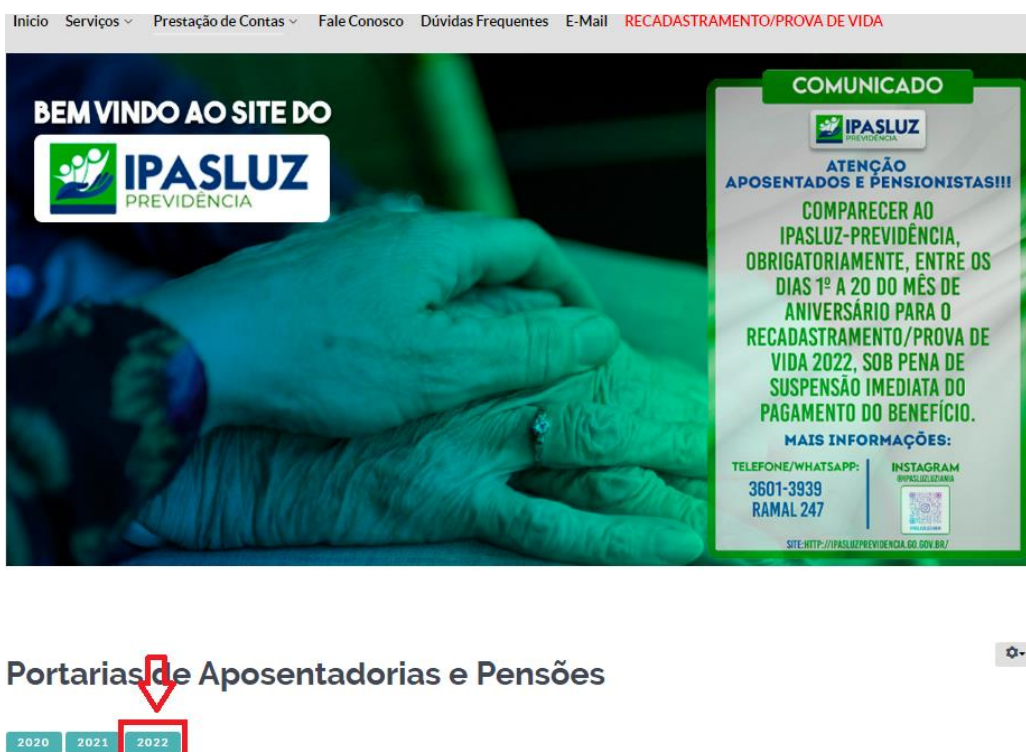 Inicio Serviços Prestação de Contas Fale Conosco Dúvidas Frequentes E-Mail RECADASTRAMENTO/PROVA DE VIDA
BEM VINDO AO SITE DO
IPASLUZ
PREVIDÊNCIA
COMUNICADO
IPASLUZ
PREVIDÊNCIA
ATENÇÃO
APOSENTADOS E PENSIONISTAS!!!
COMPARECER AO
IPASLUZ-PREVIDÊNCIA,
OBRIGATORIAMENTE, ENTRE OS
DIAS 1º A 20 DO MÊS DE
ANIVERSÁRIO PARA O
RECADASTRAMENTO/PROVA DE
VIDA 2022, SOB PENA DE
SUSPENSÃO IMEDIATA DO
PAGAMENTO DO BENEFÍCIO.
MAIS INFORMAÇÕES:
TELEFONE/WHATSAPP:
3601-3939
RAMAL 247
INSTAGRAM
@IPASLUZLUZIANIA
SITE:HTTP://IPASLUZPREVIDENCIA.GO.GOV.BR/
Portarias de Aposentadorias e Pensões
2020 2021 2022